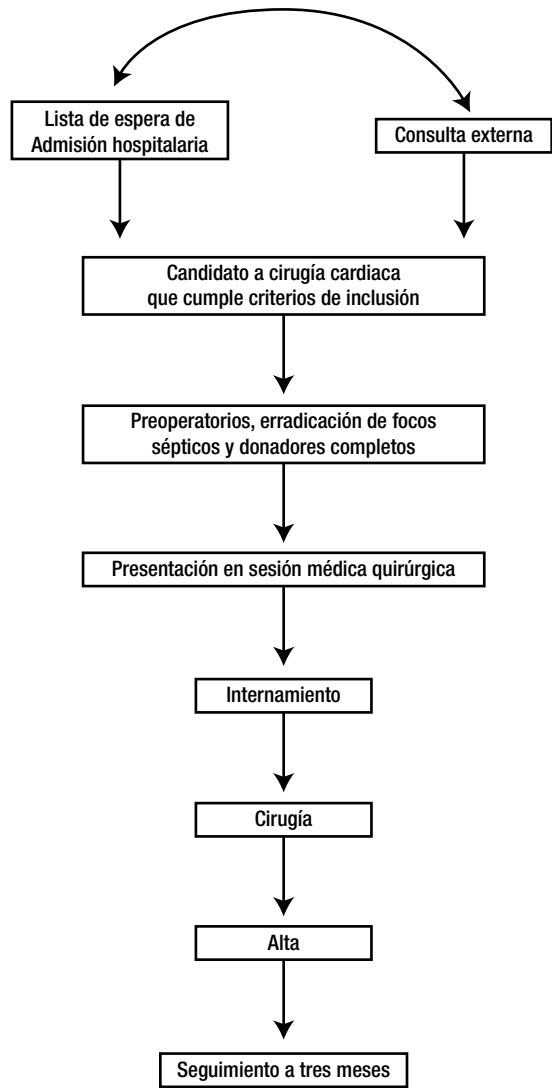 Lista de espera de
Admisión hospitalaria
Consulta externa
Candidato a cirugía cardiaca
que cumple criterios de inclusión
Preoperatorios, erradicación de focos
sépticos y donadores completos
Presentación en sesión médica quirúrgica
Internamiento
Cirugía
Alta
Seguimiento a tres meses